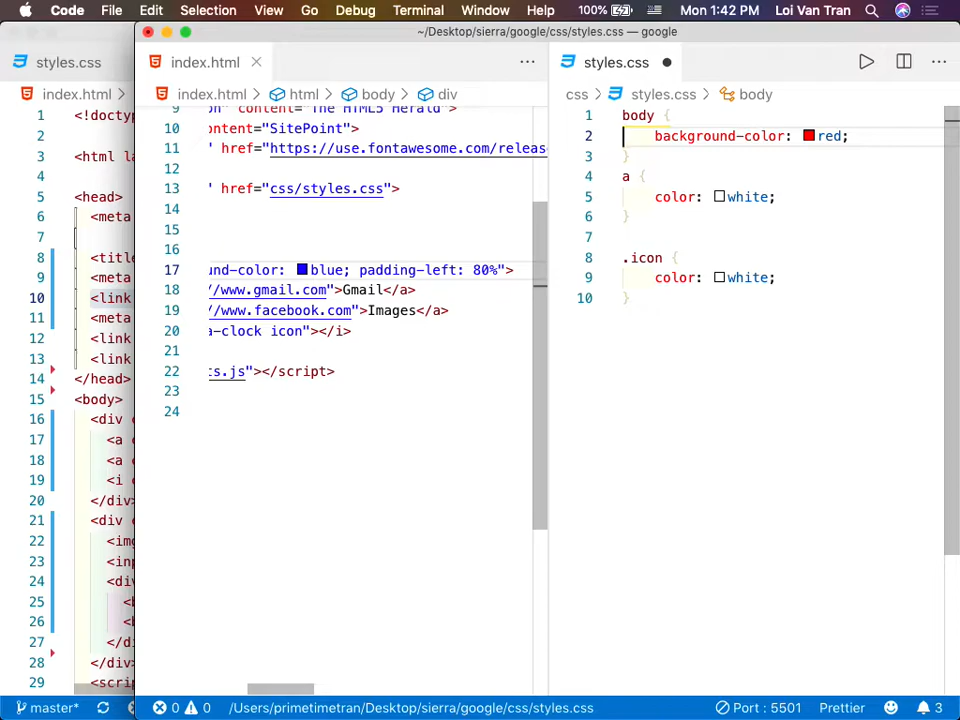 Code File Edit Selection View Go Debug Terminal Window Help 100% Mon 1:42 PM Loi Van Tran
~/Desktop/sierra/google/css/styles.css — google
styles.css
index.html
styles.css
index.html >
index.html > html > body > div
css > styles.css > body
1 <!doctyp
2
3 <html la
4
5 <head>
6 <meta
7
8 <title
9 <meta
10 <link
11 <meta
12 <link
13 <link
14 </head>
15 <body>
16 <div c
17 <a c
18 <a c
19 <i c
20 </div>
21 <div c
22 <img
23 <inp
24 <div
25 <b
26 <b
27 </di
28 </div>
29 <scrip
9 on" content="The HTML5 Herald">
10 ontent="SitePoint">
11 " href="https://use.fontawesome.com/releas
12
13 " href="css/styles.css">
14
15
16
17 und-color: blue; padding-left: 80%">
18 //www.gmail.com">Gmail</a>
19 //www.facebook.com">Images</a>
20 a-clock icon"></i>
21
22 ts.js"></script>
23
24
1 body {
2 background-color: red;
3 }
4 a {
5 color: white;
6 }
7
8 .icon {
9 color: white;
10 }
master* 0 0 /Users/primetimetran/Desktop/sierra/google/css/styles.css Port : 5501 Prettier 3